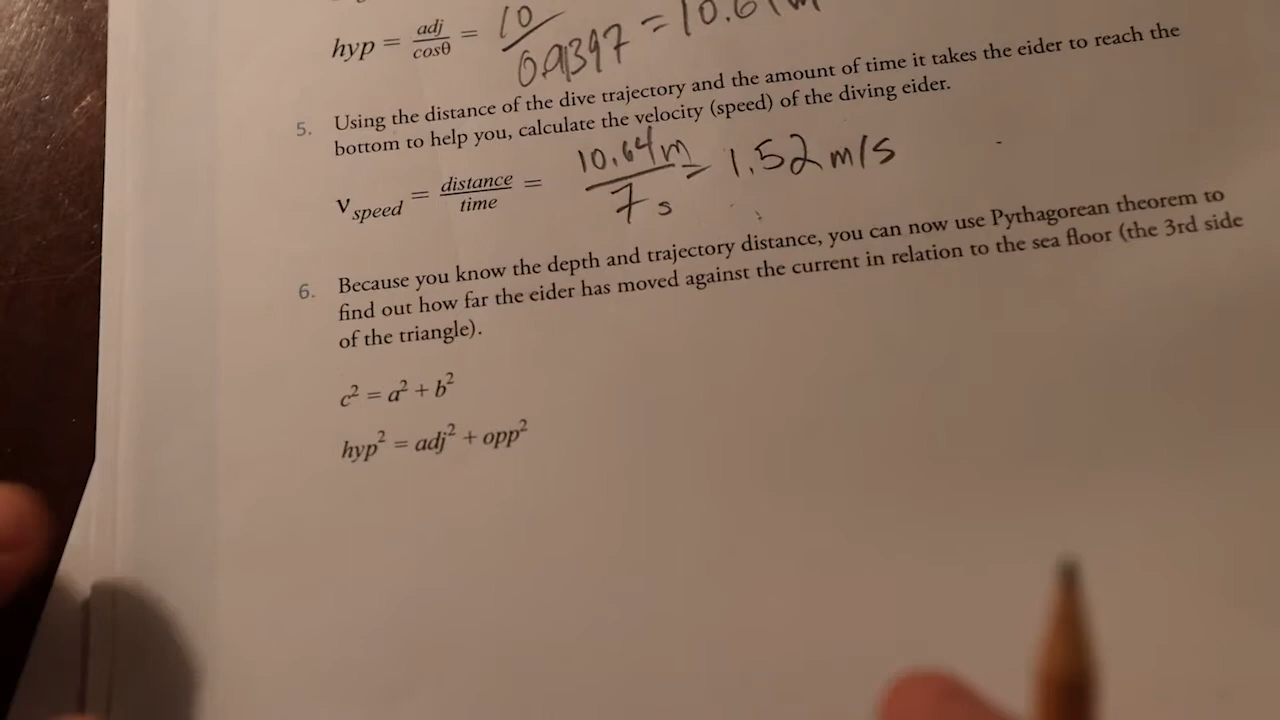 hyp = adj/cosθ = 10/0.9397 = 10.6 m
5. Using the distance of the dive trajectory and the amount of time it takes the eider to reach the
bottom to help you, calculate the velocity (speed) of the diving eider.
v speed = distance/time = 10.64m/7s = 1.52 m/s
6. Because you know the depth and trajectory distance, you can now use Pythagorean theorem to
find out how far the eider has moved against the current in relation to the sea floor (the 3rd side
of the triangle).
c² = a² + b²
hyp² = adj² + opp²